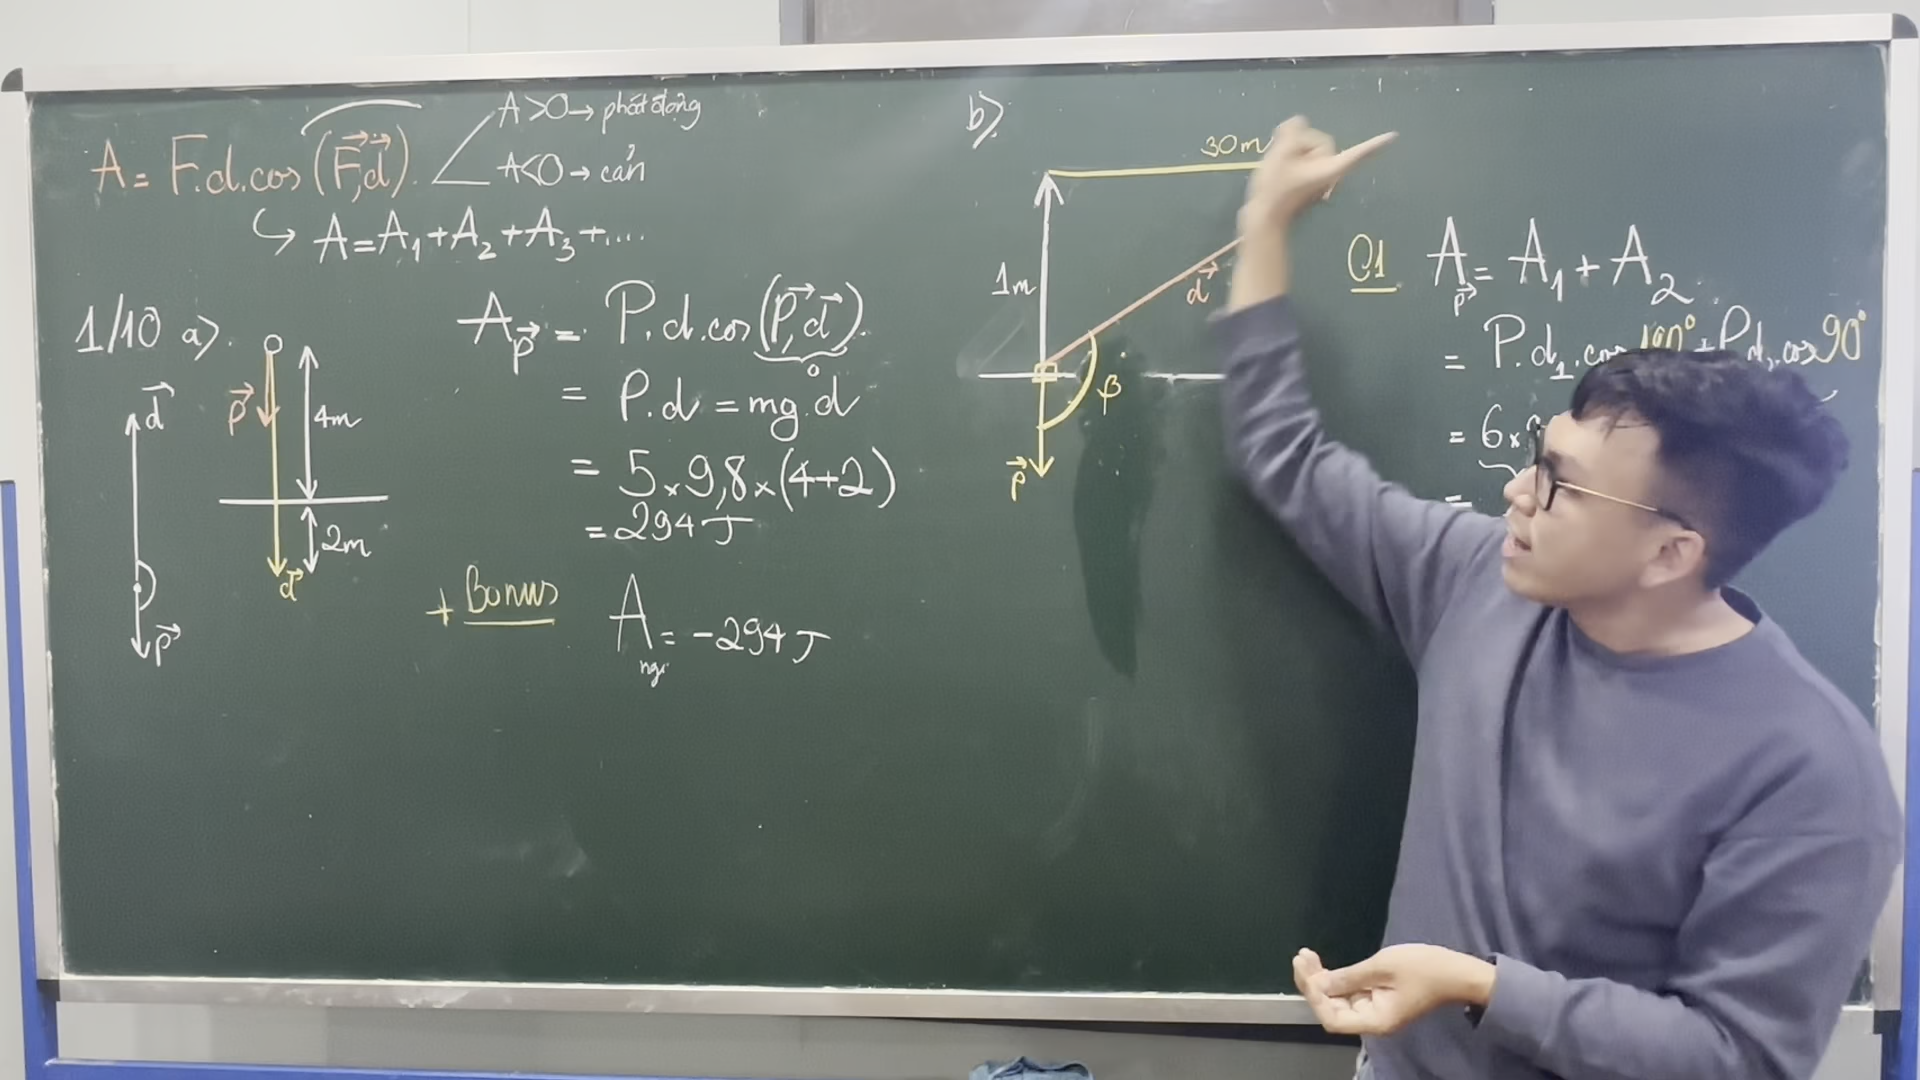 A = F.d.cos(F⃗,d⃗).
A>0 → phát động
A<0 → cản
↪ A = A₁ + A₂ + A₃ + ....
1/10 a).
d⃗
P⃗
P⃗
4m
2m
d⃗
A_P⃗ = P.d.cos(P⃗,d⃗).
0
= P.d = mg.d
= 5 × 9,8 × (4+2)
= 294 J
+ Bonus
A = -294 J
b)
30m
1m
d⃗
β
P⃗
C1
A_P⃗ = A₁ + A₂
= P.d₁.cos 180° + P.d₂.cos 90°
= 6 ×
=